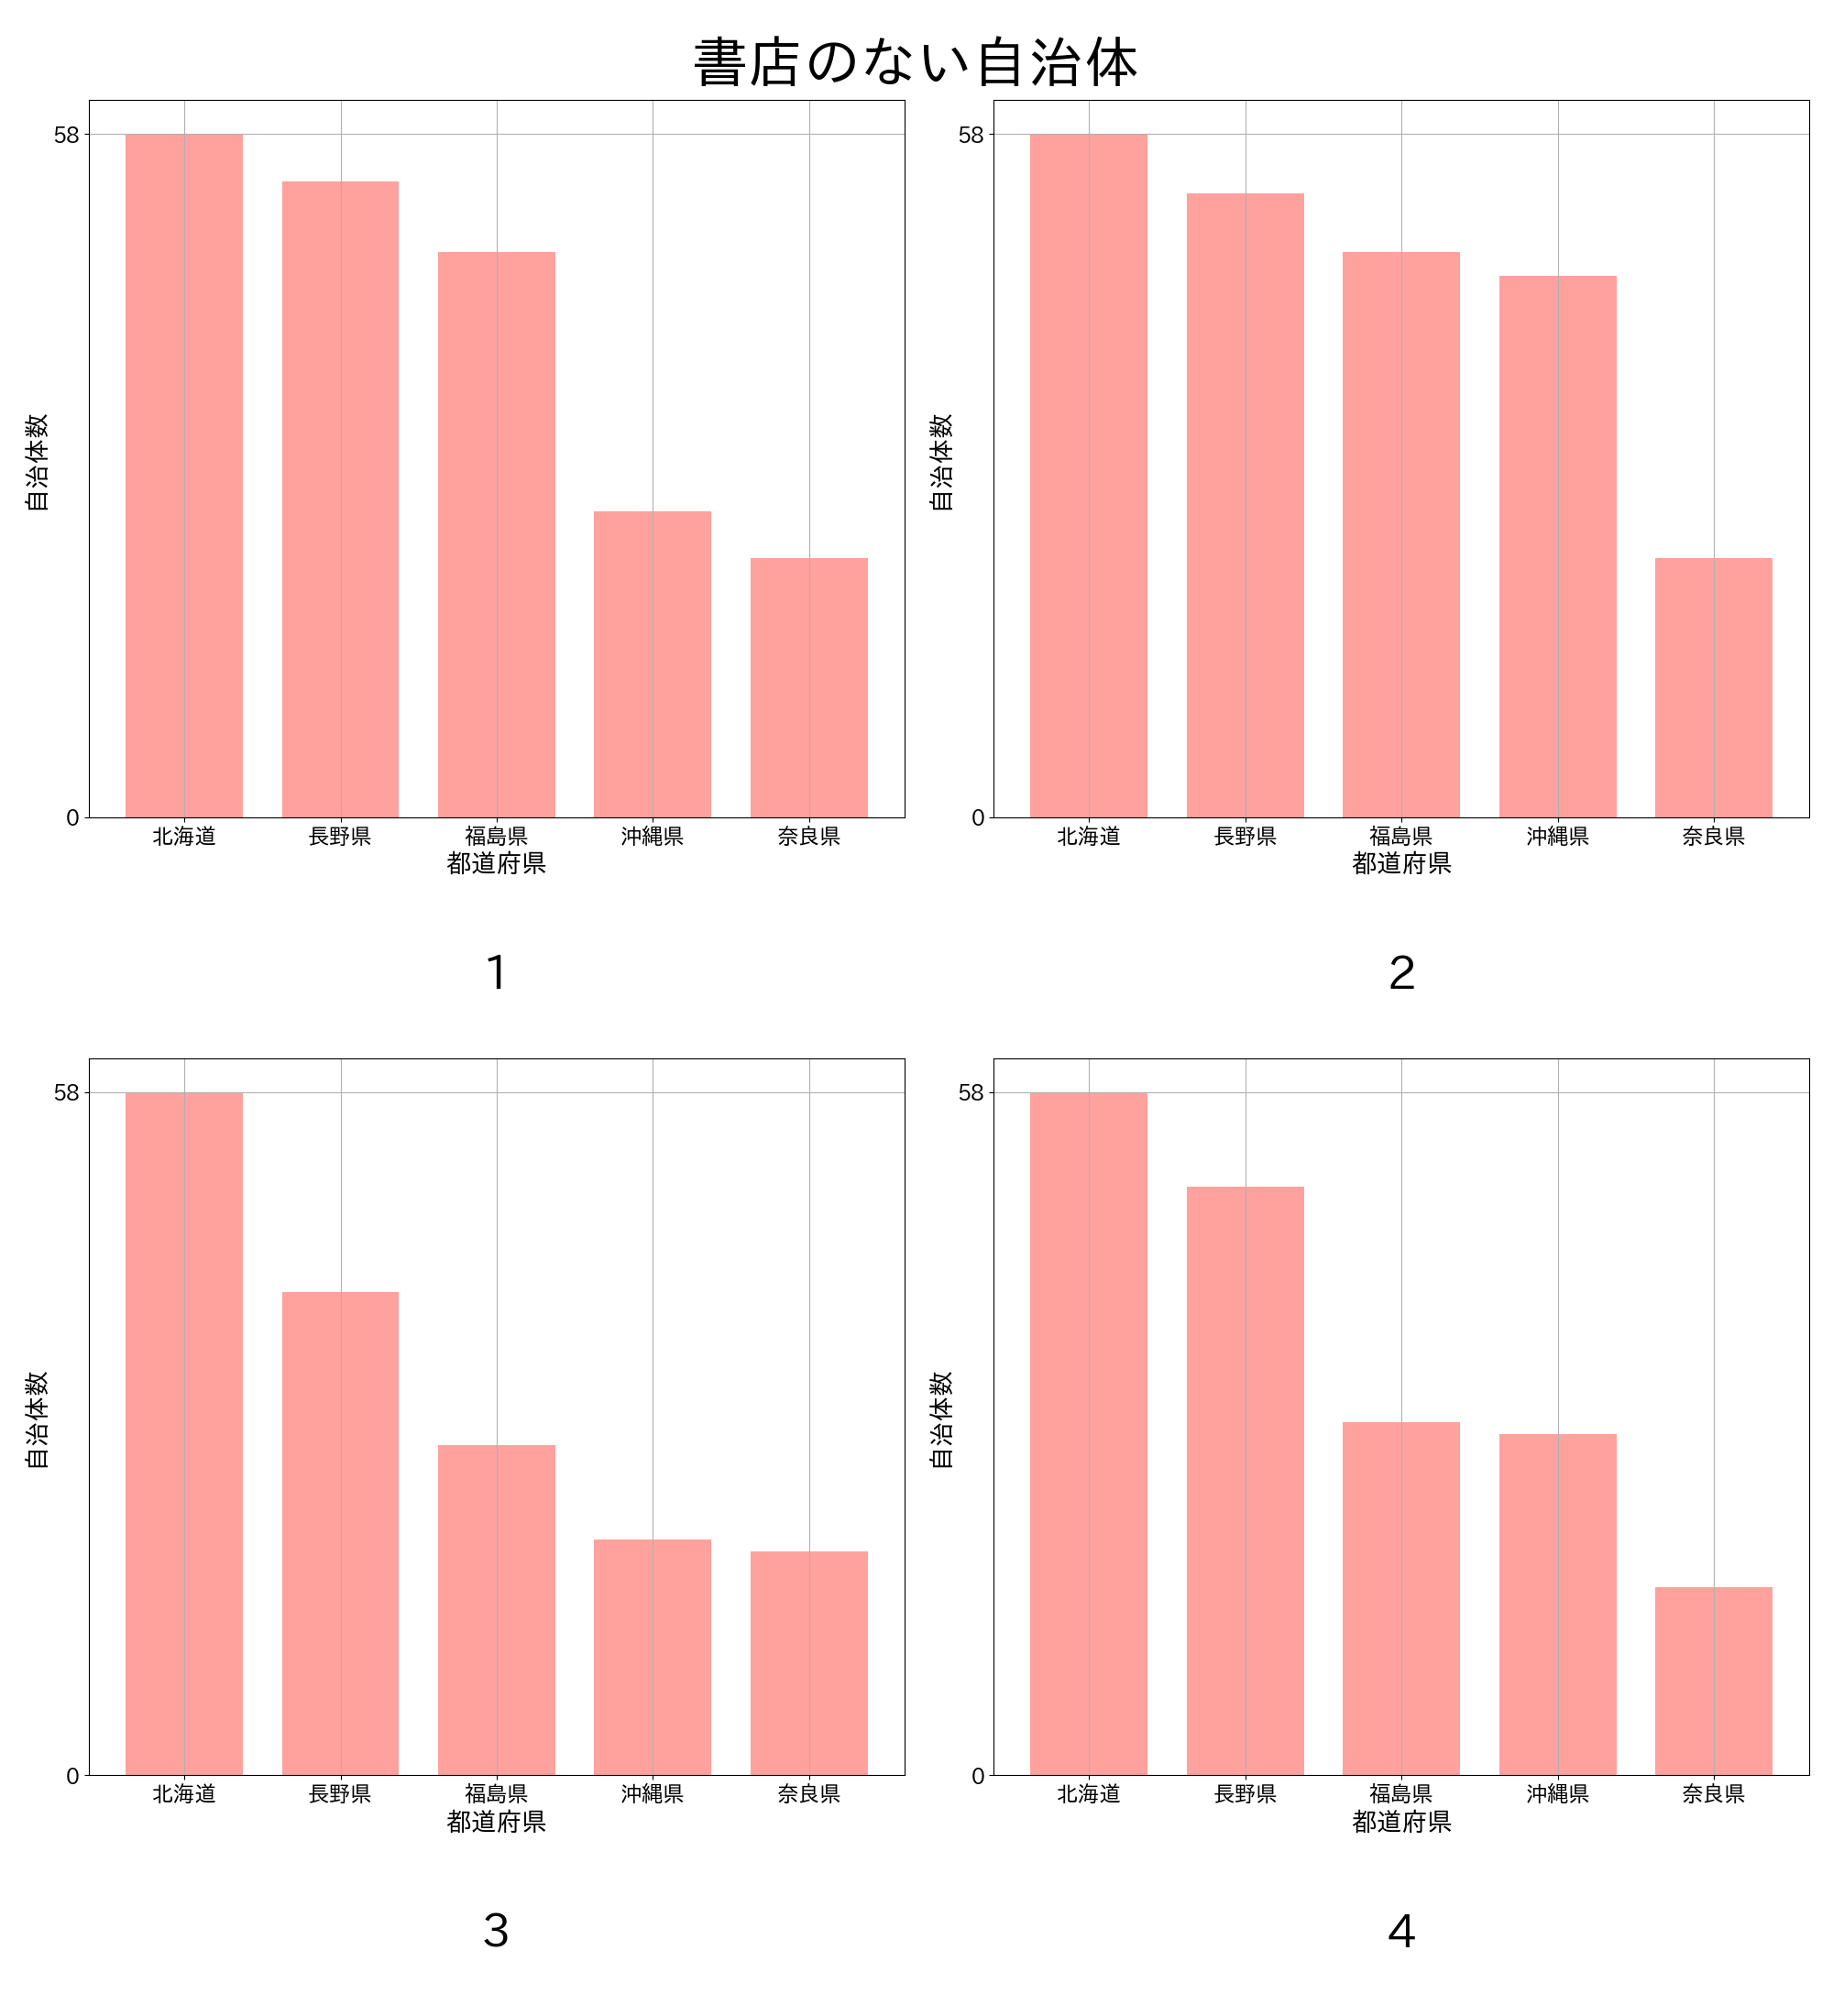 書店のない自治体
58
0
自治体数
北海道 長野県 福島県 沖縄県 奈良県
都道府県
1
58
0
自治体数
北海道 長野県 福島県 沖縄県 奈良県
都道府県
2
58
0
自治体数
北海道 長野県 福島県 沖縄県 奈良県
都道府県
3
58
0
自治体数
北海道 長野県 福島県 沖縄県 奈良県
都道府県
4